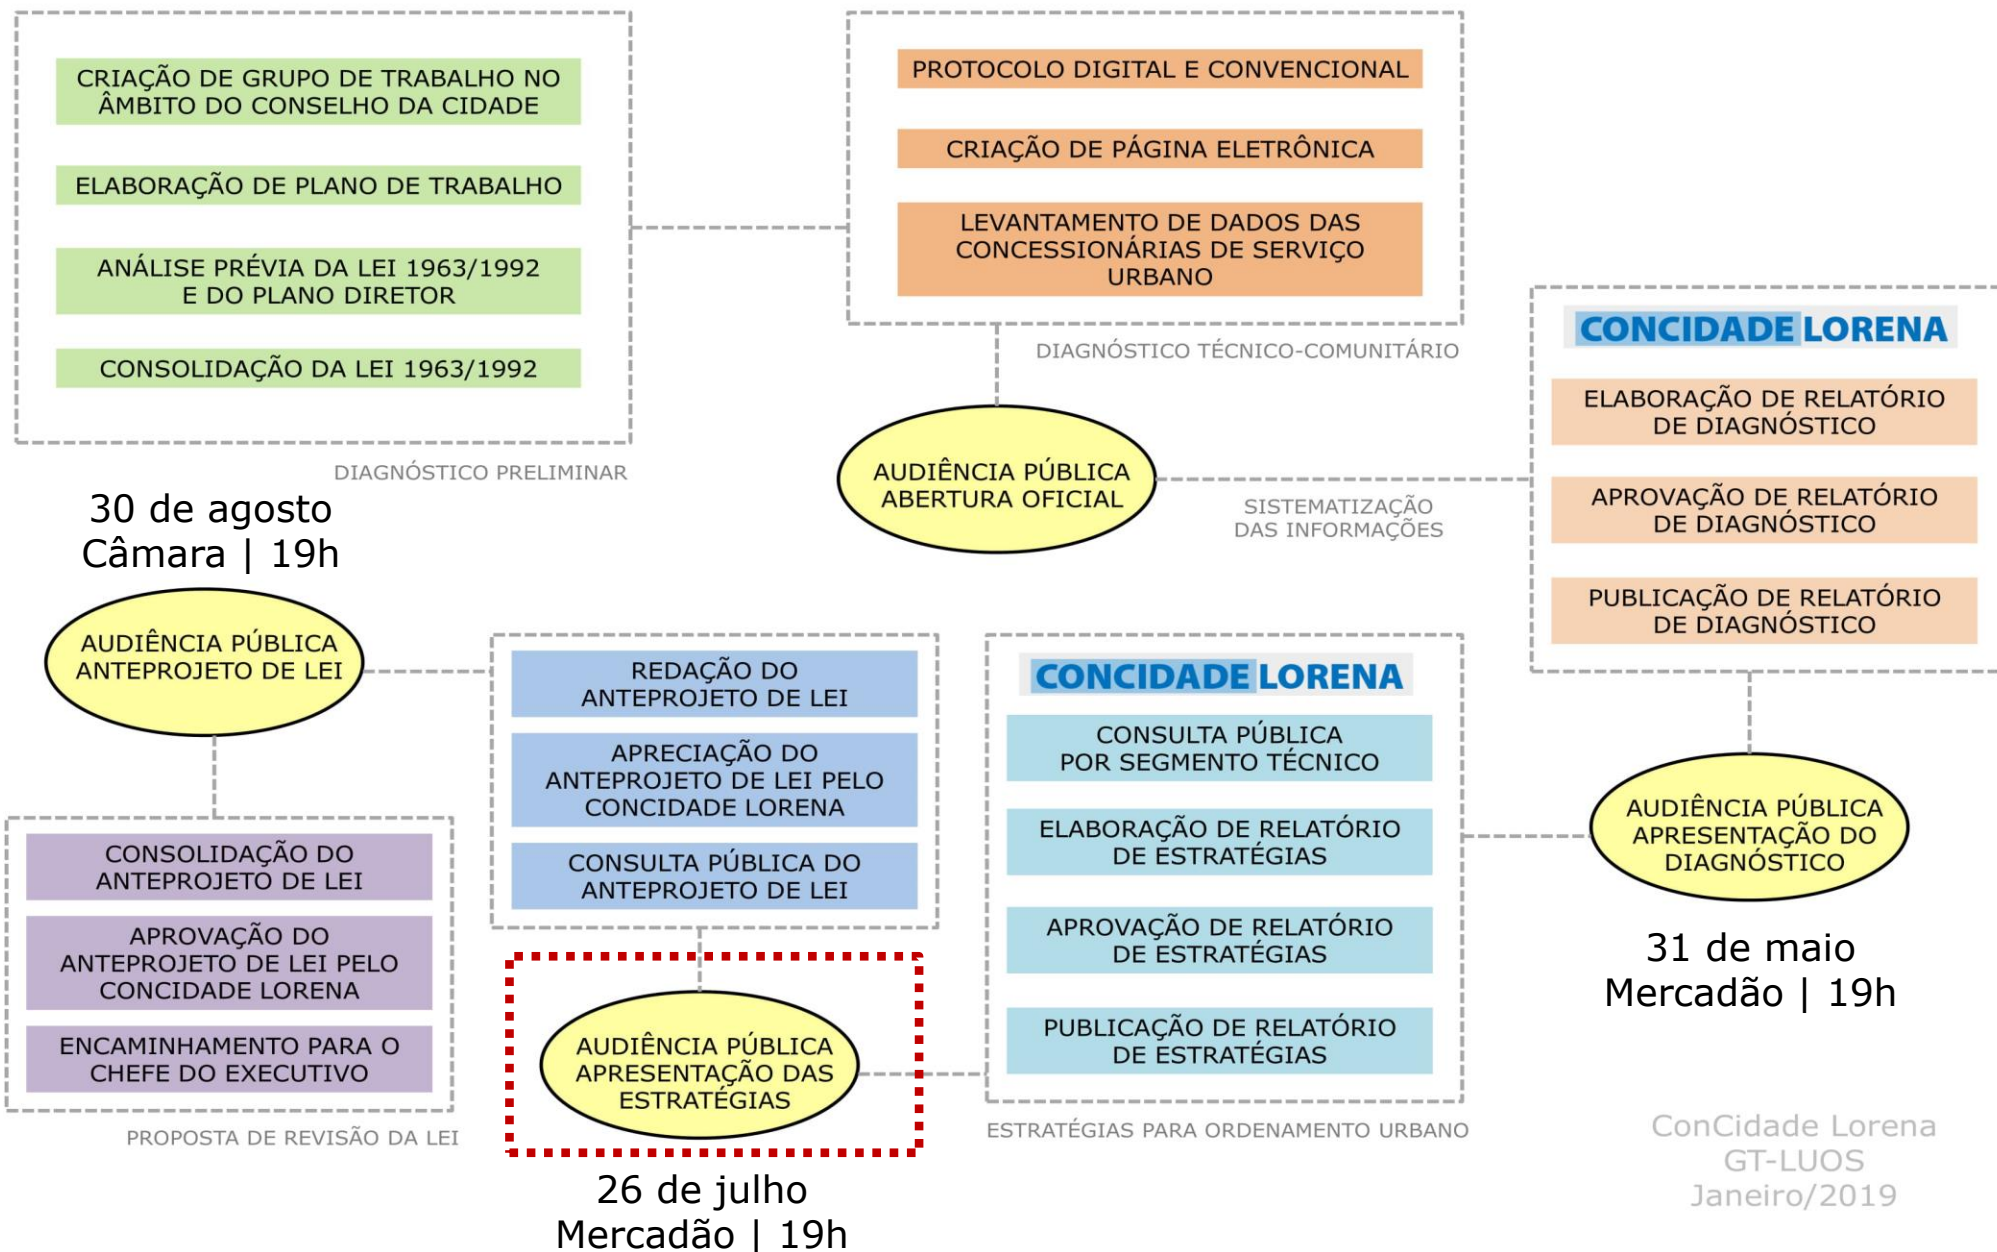 CRIAÇÃO DE GRUPO DE TRABALHO NO
ÂMBITO DO CONSELHO DA CIDADE
ELABORAÇÃO DE PLANO DE TRABALHO
ANÁLISE PRÉVIA DA LEI 1963/1992
E DO PLANO DIRETOR
CONSOLIDAÇÃO DA LEI 1963/1992
DIAGNÓSTICO PRELIMINAR
PROTOCOLO DIGITAL E CONVENCIONAL
CRIAÇÃO DE PÁGINA ELETRÔNICA
LEVANTAMENTO DE DADOS DAS
CONCESSIONÁRIAS DE SERVIÇO
URBANO
DIAGNÓSTICO TÉCNICO-COMUNITÁRIO
AUDIÊNCIA PÚBLICA
ABERTURA OFICIAL
SISTEMATIZAÇÃO
DAS INFORMAÇÕES
CONCIDADE LORENA
ELABORAÇÃO DE RELATÓRIO
DE DIAGNÓSTICO
APROVAÇÃO DE RELATÓRIO
DE DIAGNÓSTICO
PUBLICAÇÃO DE RELATÓRIO
DE DIAGNÓSTICO
AUDIÊNCIA PÚBLICA
APRESENTAÇÃO DO
DIAGNÓSTICO
31 de maio
Mercadão | 19h
CONCIDADE LORENA
CONSULTA PÚBLICA
POR SEGMENTO TÉCNICO
ELABORAÇÃO DE RELATÓRIO
DE ESTRATÉGIAS
APROVAÇÃO DE RELATÓRIO
DE ESTRATÉGIAS
PUBLICAÇÃO DE RELATÓRIO
DE ESTRATÉGIAS
ESTRATÉGIAS PARA ORDENAMENTO URBANO
AUDIÊNCIA PÚBLICA
APRESENTAÇÃO DAS
ESTRATÉGIAS
26 de julho
Mercadão | 19h
REDAÇÃO DO
ANTEPROJETO DE LEI
APRECIAÇÃO DO
ANTEPROJETO DE LEI PELO
CONCIDADE LORENA
CONSULTA PÚBLICA DO
ANTEPROJETO DE LEI
30 de agosto
Câmara | 19h
AUDIÊNCIA PÚBLICA
ANTEPROJETO DE LEI
CONSOLIDAÇÃO DO
ANTEPROJETO DE LEI
APROVAÇÃO DO
ANTEPROJETO DE LEI PELO
CONCIDADE LORENA
ENCAMINHAMENTO PARA O
CHEFE DO EXECUTIVO
PROPOSTA DE REVISÃO DA LEI
ConCidade Lorena
GT-LUOS
Janeiro/2019